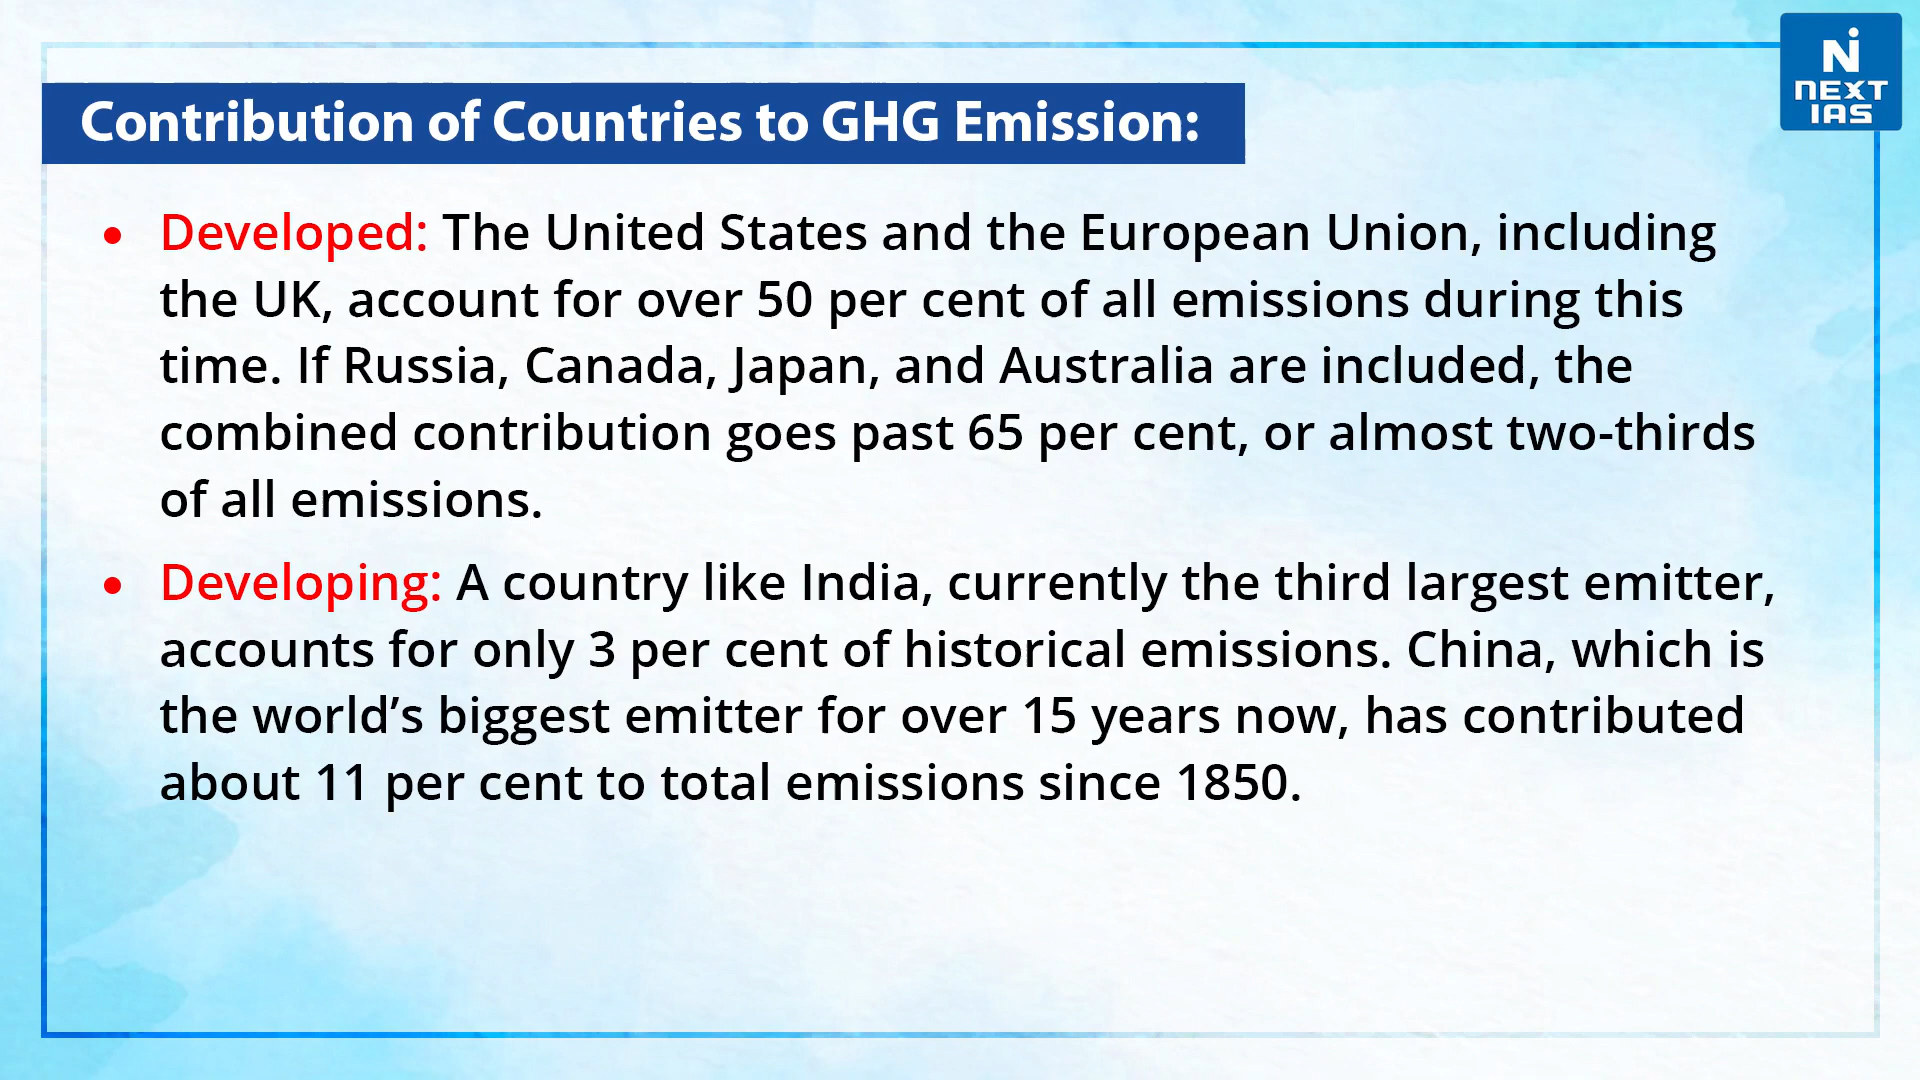 NEXT
IAS
Contribution of Countries to GHG Emission:
• Developed: The United States and the European Union, including
the UK, account for over 50 per cent of all emissions during this
time. If Russia, Canada, Japan, and Australia are included, the
combined contribution goes past 65 per cent, or almost two-thirds
of all emissions.
• Developing: A country like India, currently the third largest emitter,
accounts for only 3 per cent of historical emissions. China, which is
the world’s biggest emitter for over 15 years now, has contributed
about 11 per cent to total emissions since 1850.